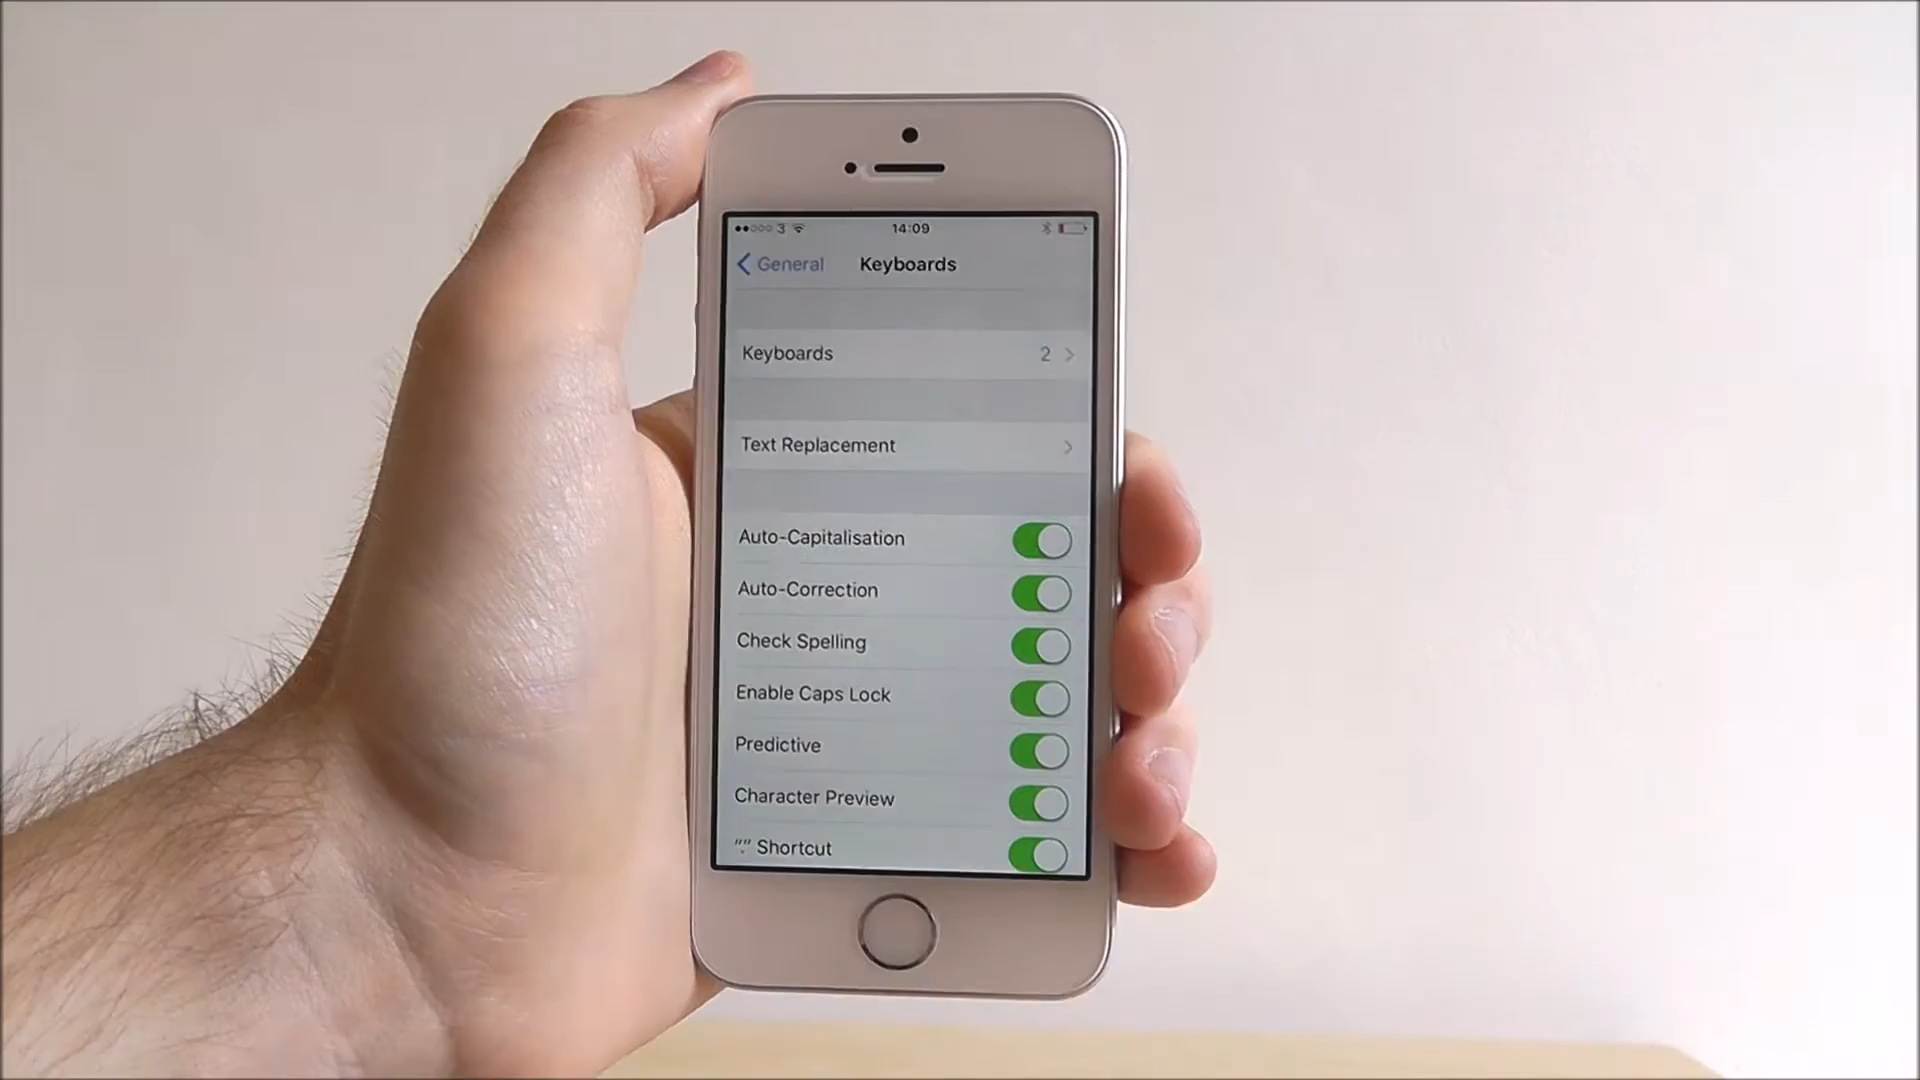 3 14:09
General Keyboards
Keyboards 2
Text Replacement
Auto-Capitalisation
Auto-Correction
Check Spelling
Enable Caps Lock
Predictive
Character Preview
"." Shortcut